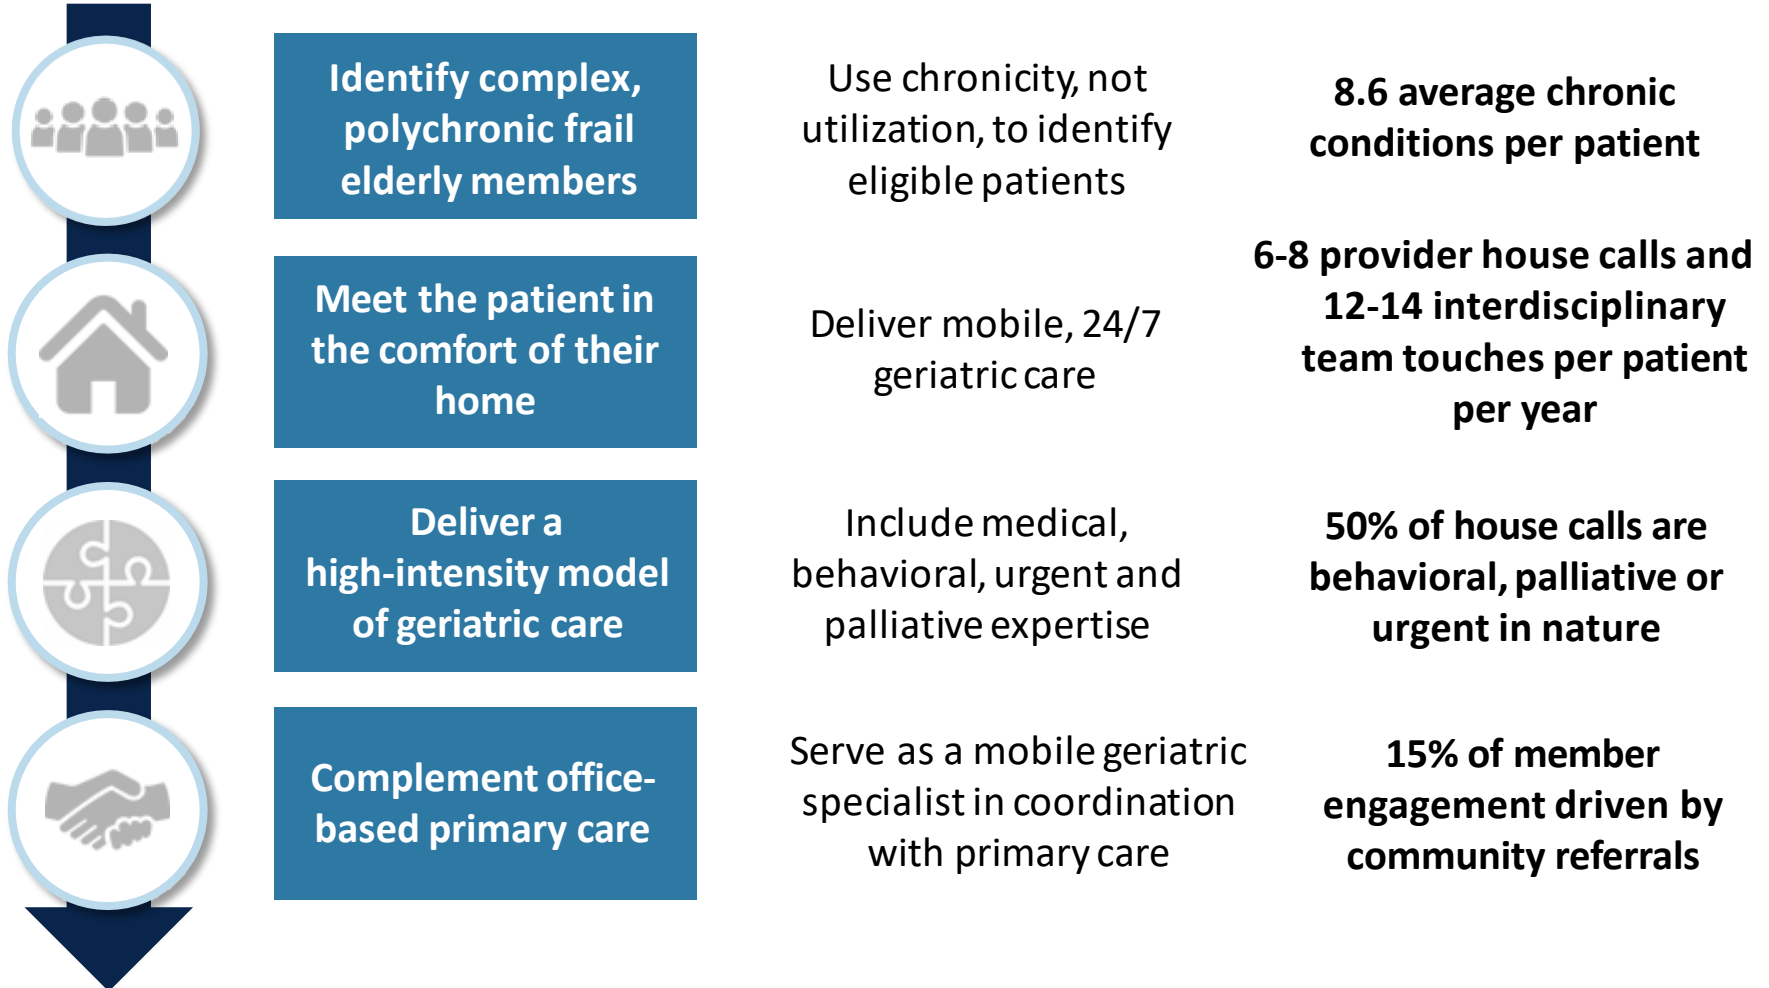 Identify complex,
polychronic frail
elderly members
Use chronicity, not
utilization, to identify
eligible patients
8.6 average chronic
conditions per patient
Meet the patient in
the comfort of their
home
Deliver mobile, 24/7
geriatric care
6-8 provider house calls and
12-14 interdisciplinary
team touches per patient
per year
Deliver a
high-intensity model
of geriatric care
Include medical,
behavioral, urgent and
palliative expertise
50% of house calls are
behavioral, palliative or
urgent in nature
Complement office-
based primary care
Serve as a mobile geriatric
specialist in coordination
with primary care
15% of member
engagement driven by
community referrals